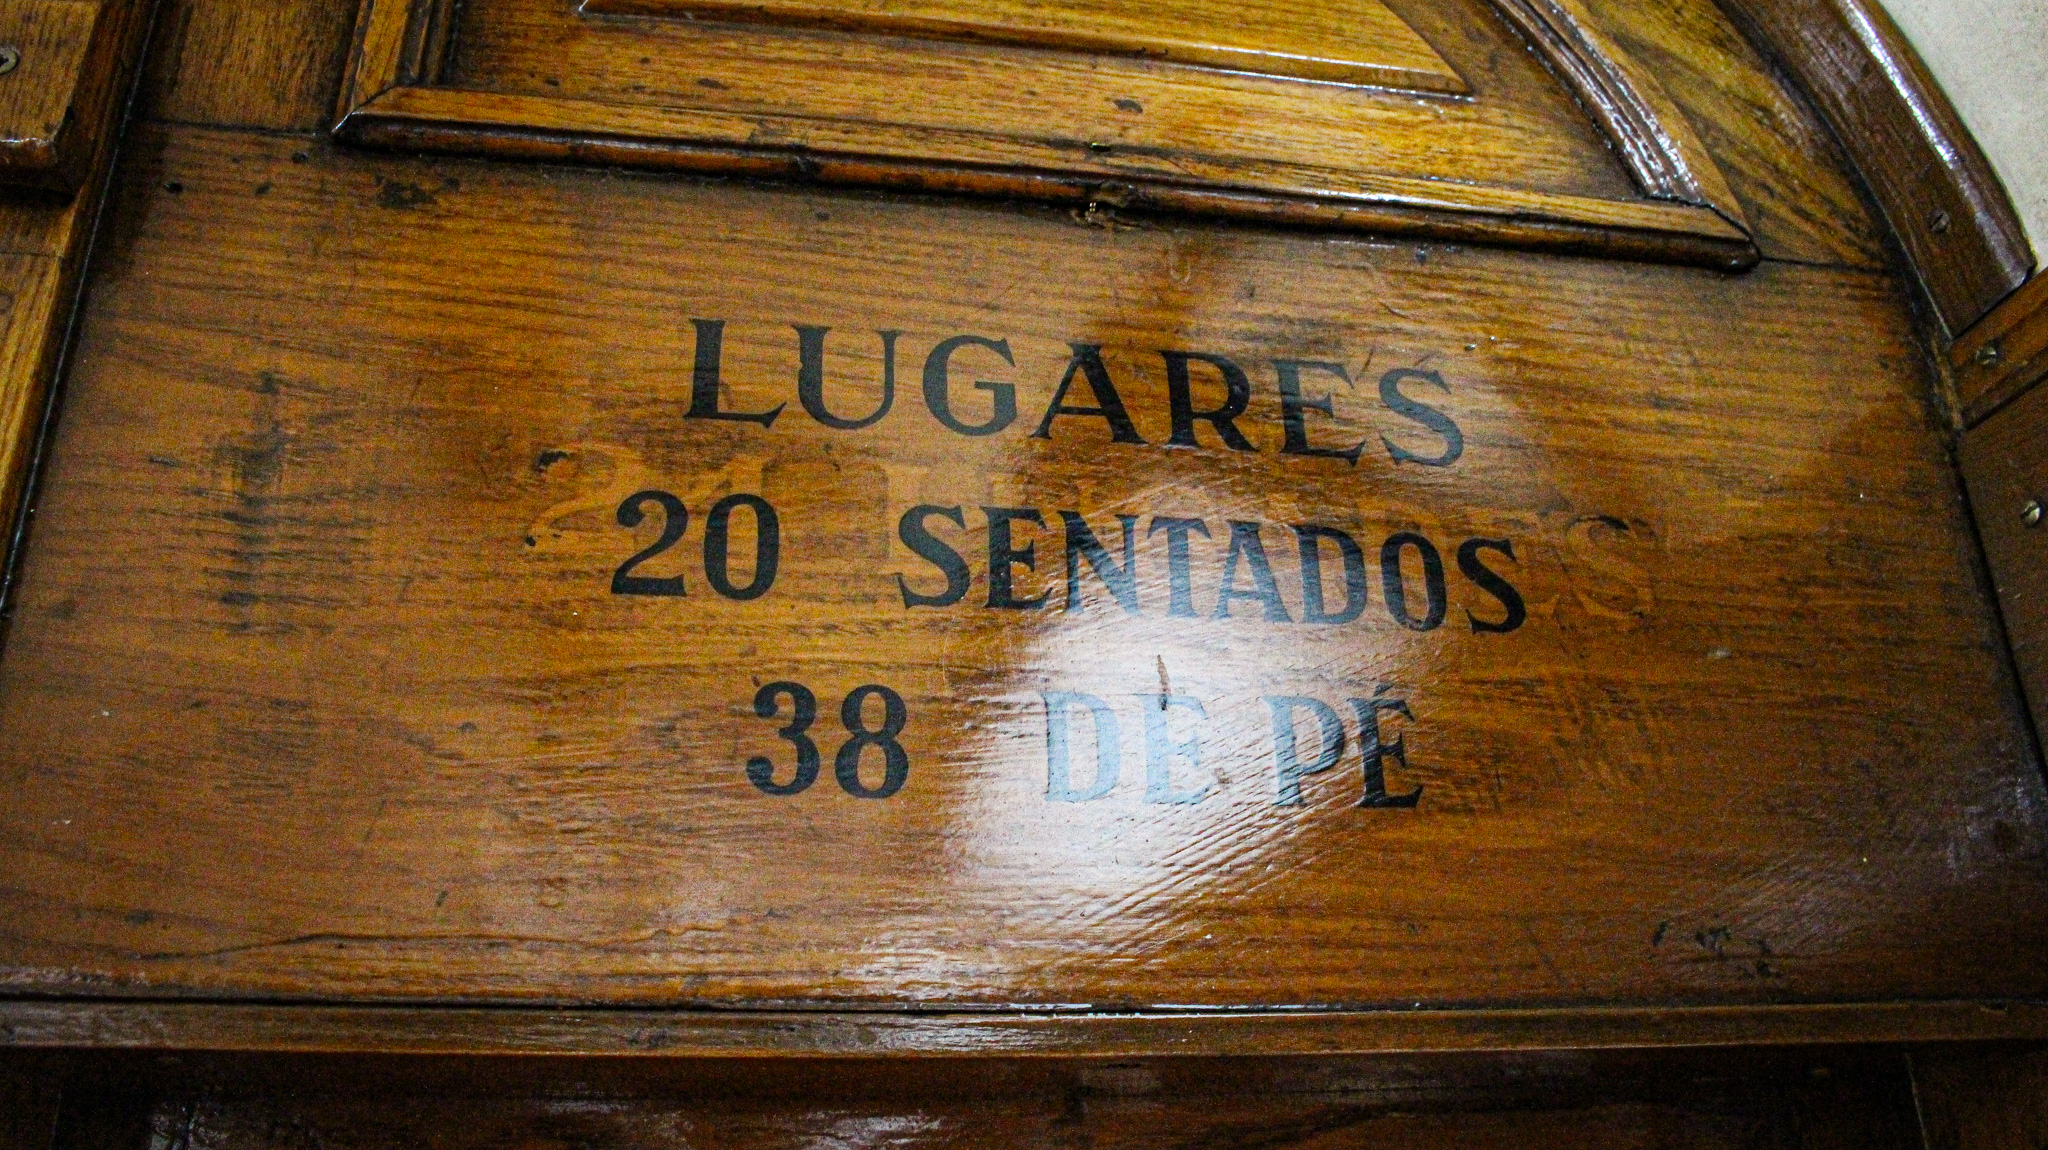 LUGARES
20 SENTADOS
38 DE PÉ